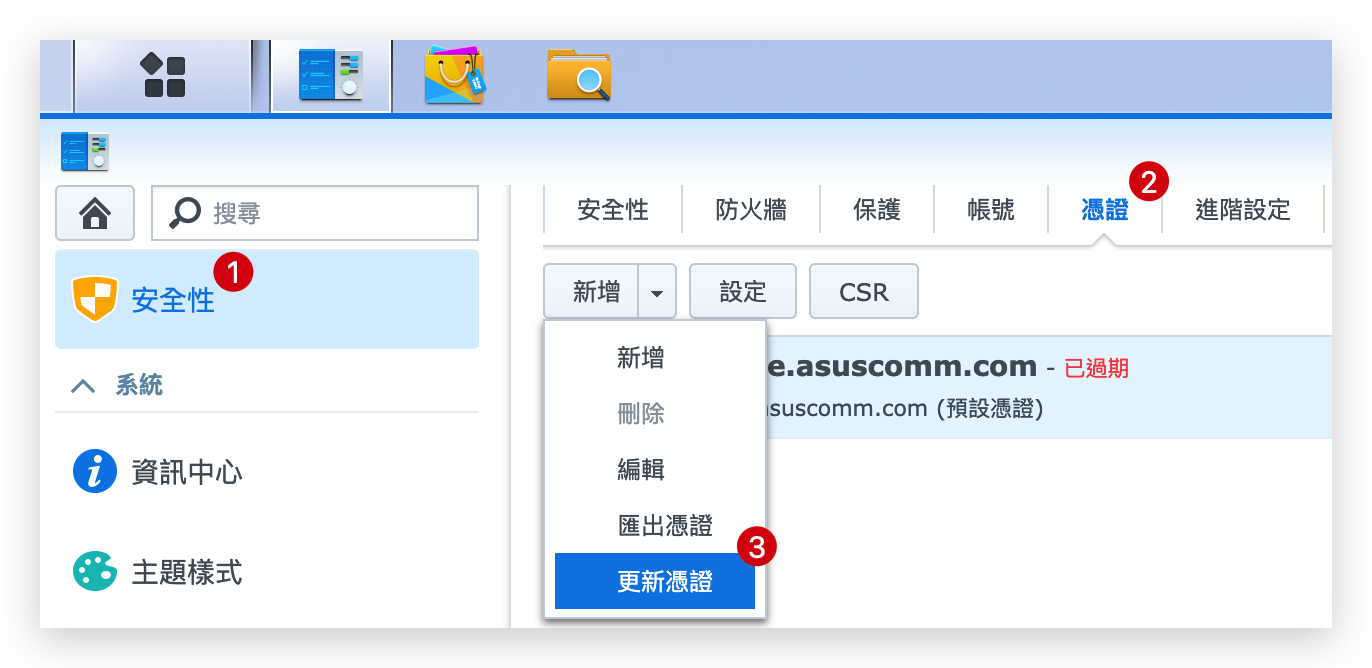 搜尋
1
安全性
系統
資訊中心
主題樣式
安全性
防火牆
保護
帳號
憑證
2
進階設定
新增
設定
CSR
e.asuscomm.com - 已過期
asuscomm.com (預設憑證)
新增
刪除
編輯
匯出憑證
更新憑證
3